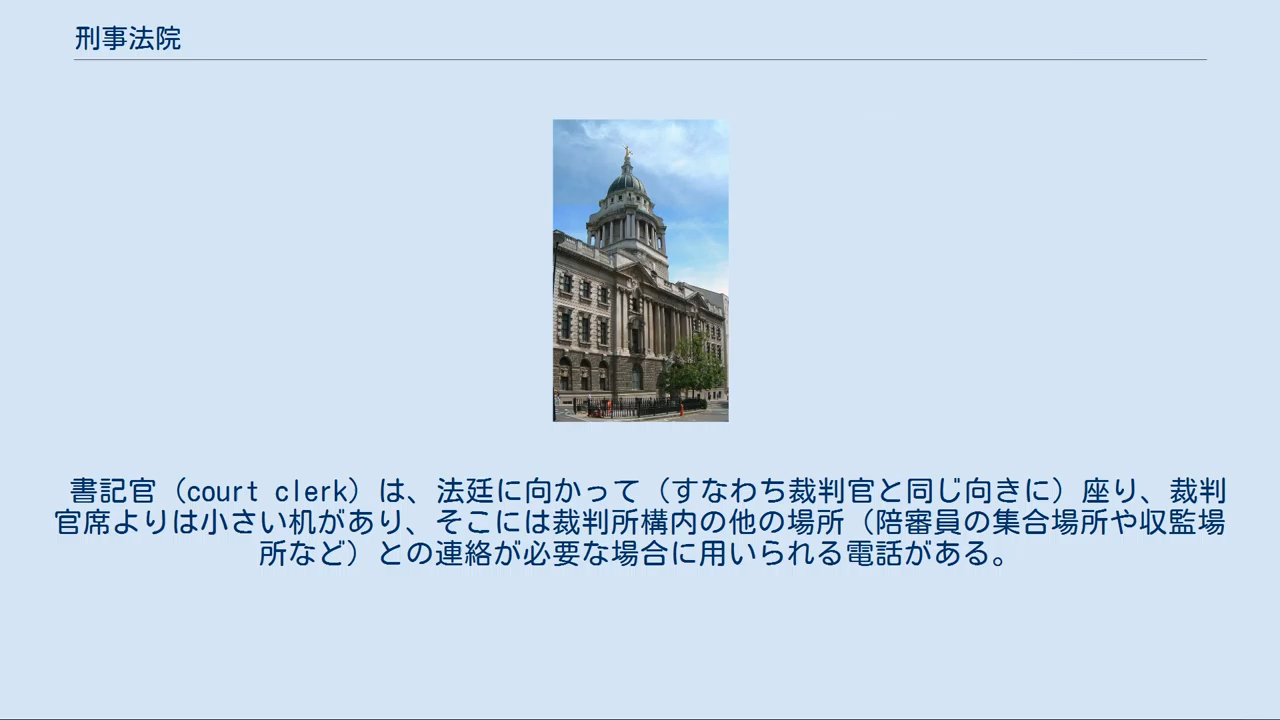 刑事法院
書記官（court clerk）は、法廷に向かって（すなわち裁判官と同じ向きに）座り、裁判
官席よりは小さい机があり、そこには裁判所構内の他の場所（陪審員の集合場所や収監場
所など）との連絡が必要な場合に用いられる電話がある。